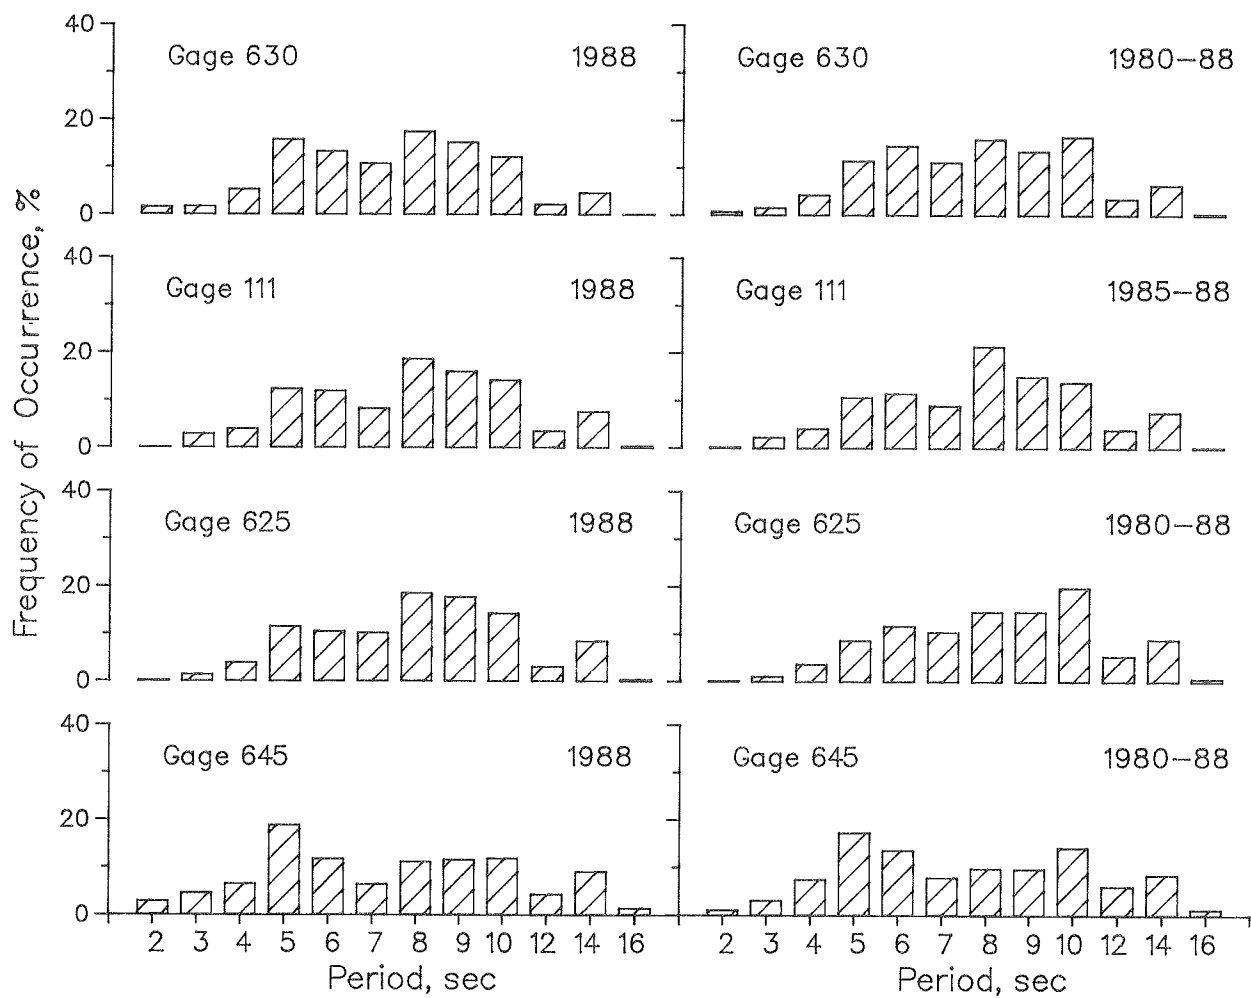 Frequency of Occurrence, %
40
20
0
Gage 630 1988
Gage 630 1980-88
40
20
0
Gage 111 1988
Gage 111 1985-88
40
20
0
Gage 625 1988
Gage 625 1980-88
40
20
0
Gage 645 1988
Gage 645 1980-88
2 3 4 5 6 7 8 9 10 12 14 16
2 3 4 5 6 7 8 9 10 12 14 16
Period, sec
Period, sec